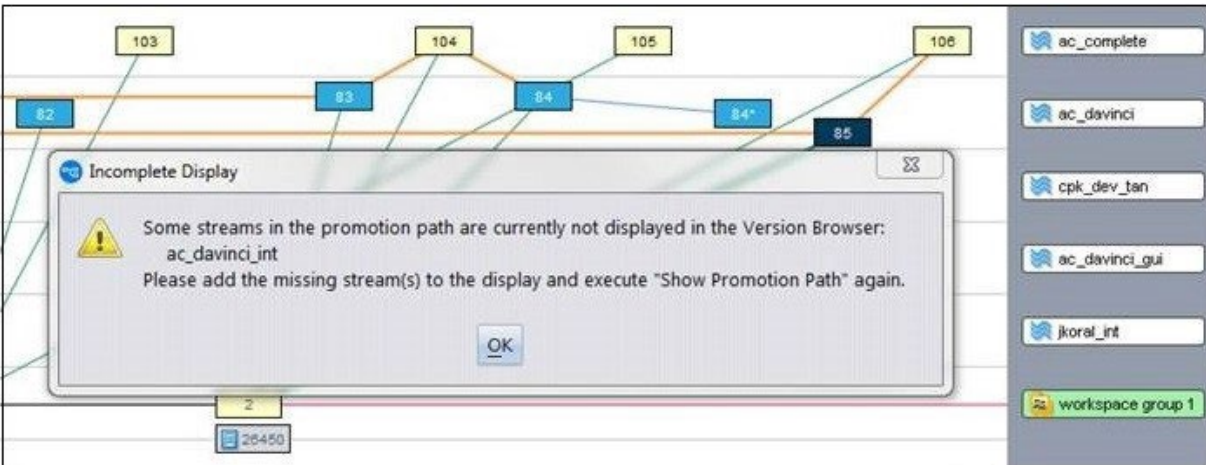 103
104
105
106
ac_complete
83
84
84*
82
85
ac_davinci
Incomplete Display
Some streams in the promotion path are currently not displayed in the Version Browser:
ac_davinci_int
Please add the missing stream(s) to the display and execute "Show Promotion Path" again.
OK
cpk_dev_tan
ac_davinci_gui
jkoral_int
2
workspace group 1
26450